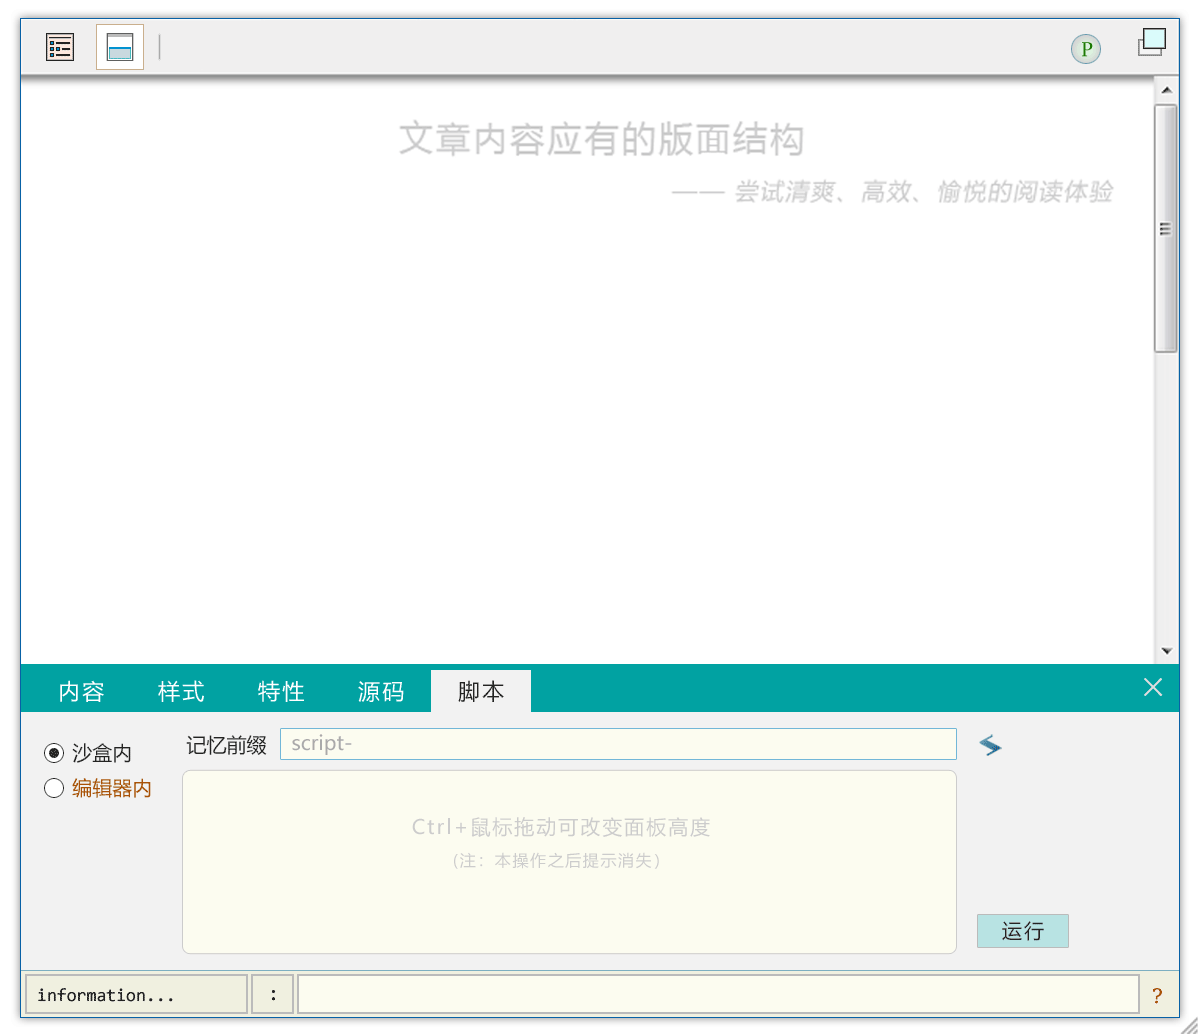 P
文章内容应有的版面结构
—— 尝试清爽、高效、愉悦的阅读体验
内容 样式 特性 源码 脚本
沙盒内
编辑器内
记忆前缀 script-
Ctrl+鼠标拖动可改变面板高度
(注: 本操作之后提示消失)
运行
information... : ?